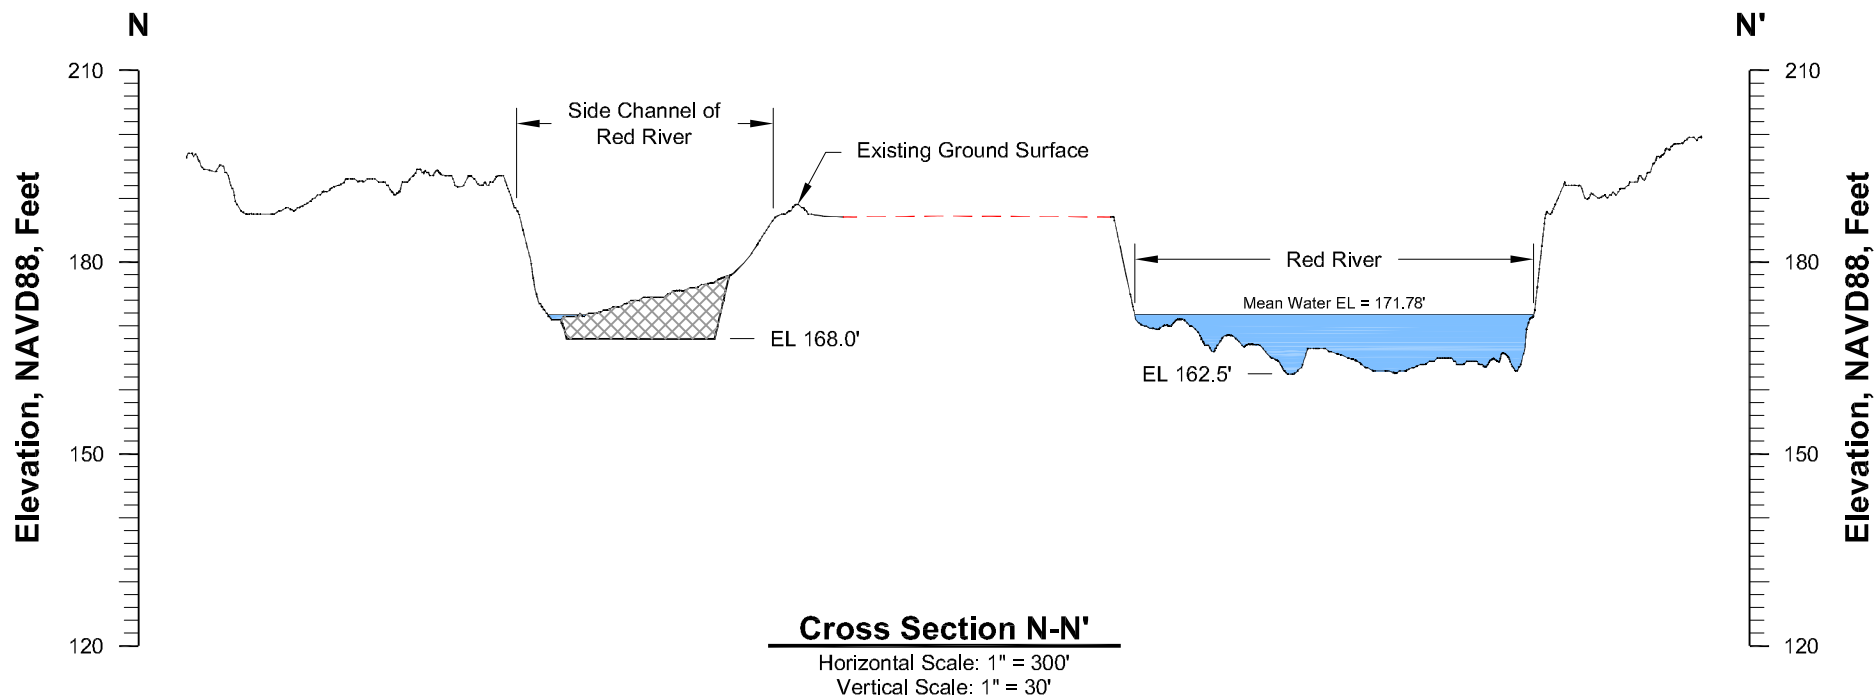 N
N'
210
210
Side Channel of
Red River
Existing Ground Surface
Elevation, NAVD88, Feet
Elevation, NAVD88, Feet
180
180
Red River
Mean Water EL = 171.78'
EL 168.0'
EL 162.5'
150
150
120
120
Cross Section N-N'
Horizontal Scale: 1" = 300'
Vertical Scale: 1" = 30'